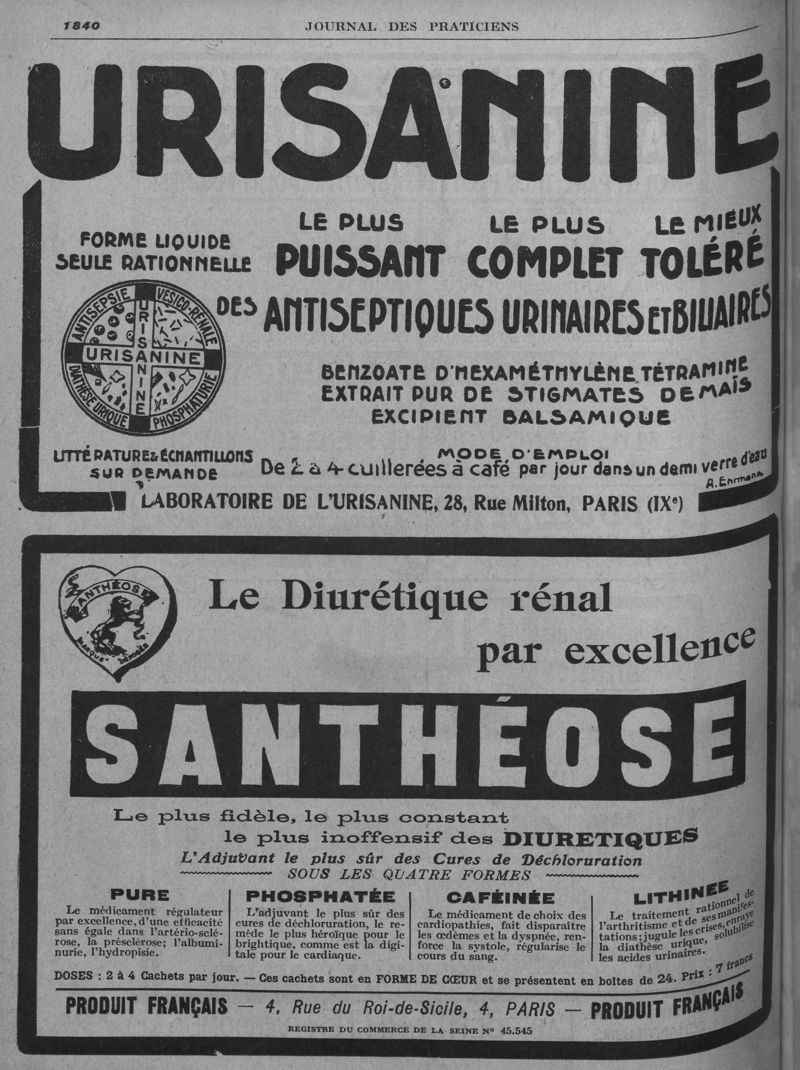 1840
JOURNAL DES PRATICIENS
URISANINE
FORME LIQUIDE
SEULE RATIONNELLE
LE PLUS LE PLUS LE MIEUX
PUISSANT COMPLET TOLÉRÉ
DES ANTISEPTIQUES URINAIRES ET BILIAIRES
ANTISEPSIE VÉSICO-RÉNALE
URISANINE
URISANINE
DIATHÈSE URIQUE PHOSPHATURIE
BENZOATE D'HEXAMÉTHYLÈNE TÉTRAMINE
EXTRAIT PUR DE STIGMATES DE MAÏS
EXCIPIENT BALSAMIQUE
LITTÉRATURE & ÉCHANTILLONS
SUR DEMANDE
MODE D'EMPLOI
De 2 à 4 cuillerées à café par jour dans un demi verre d'eau
A. Ehrmann
LABORATOIRE DE L'URISANINE, 28, Rue Milton, PARIS (IXe)
SANTHÉOSE
MARQUE DÉPOSÉE
Le Diurétique rénal
par excellence
SANTHÉOSE
Le plus fidèle, le plus constant
le plus inoffensif des DIURETIQUES
L'Adjuvant le plus sûr des Cures de Déchloruration
SOUS LES QUATRE FORMES
PURE
Le médicament régulateur
par excellence, d'une efficacité
sans égale dans l'artério-sclé-
rose, la présclérose; l'albumi-
nurie, l'hydropisie.
PHOSPHATÉE
L'adjuvant le plus sûr des
cures de déchloruration, le re-
mède le plus héroïque pour le
brightique, comme est la digi-
tale pour le cardiaque.
CAFÉINÉE
Le médicament de choix des
cardiopathies, fait disparaître
les œdèmes et la dyspnée, ren-
force la systole, régularise le
cours du sang.
LITHINÉE
Le traitement rationnel de
l'arthritisme et de ses manifes-
tations: jugule les crises, enraye
la diathèse urique, solubilise
les acides urinaires.
DOSES : 2 à 4 Cachets par jour. — Ces cachets sont en FORME DE CŒUR et se présentent en boites de 24. Prix : 7 francs
PRODUIT FRANÇAIS — 4, Rue du Roi-de-Sicile, 4, PARIS — PRODUIT FRANÇAIS
REGISTRE DU COMMERCE DE LA SEINE N° 45.545